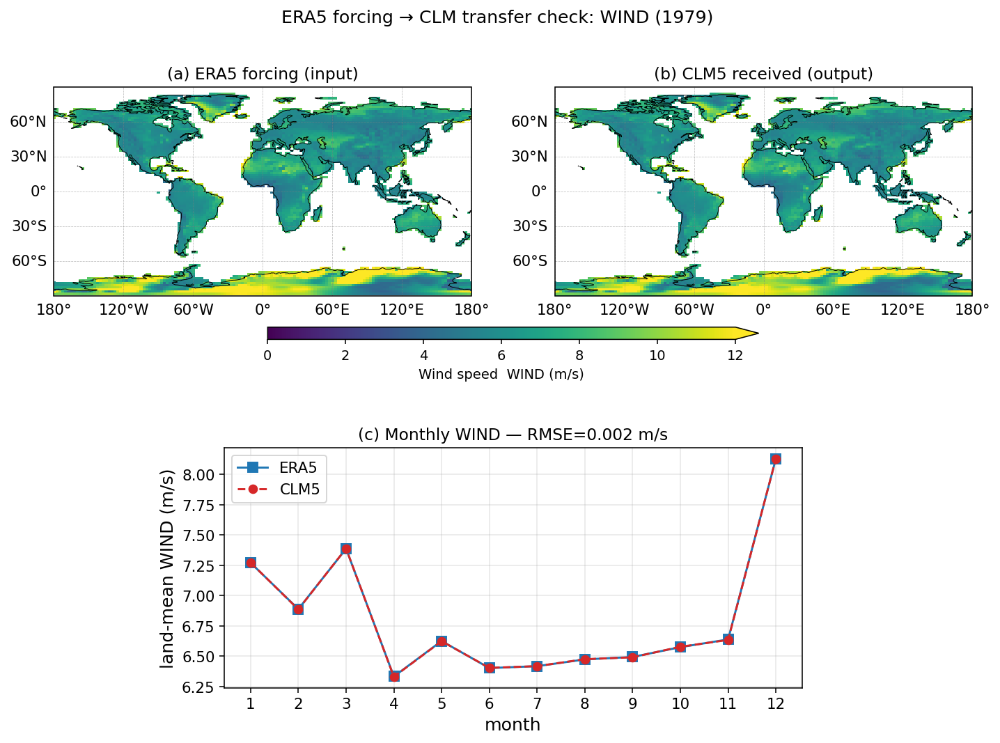 ERA5 forcing → CLM transfer check: WIND (1979)
(a) ERA5 forcing (input)
(b) CLM5 received (output)
60°N
30°N
0°
30°S
60°S
180° 120°W 60°W 0° 60°E 120°E 180°
60°N
30°N
0°
30°S
60°S
180° 120°W 60°W 0° 60°E 120°E 180°
0 2 4 6 8 10 12
Wind speed  WIND (m/s)
(c) Monthly WIND — RMSE=0.002 m/s
ERA5
CLM5
land-mean WIND (m/s)
8.00
7.75
7.50
7.25
7.00
6.75
6.50
6.25
1 2 3 4 5 6 7 8 9 10 11 12
month